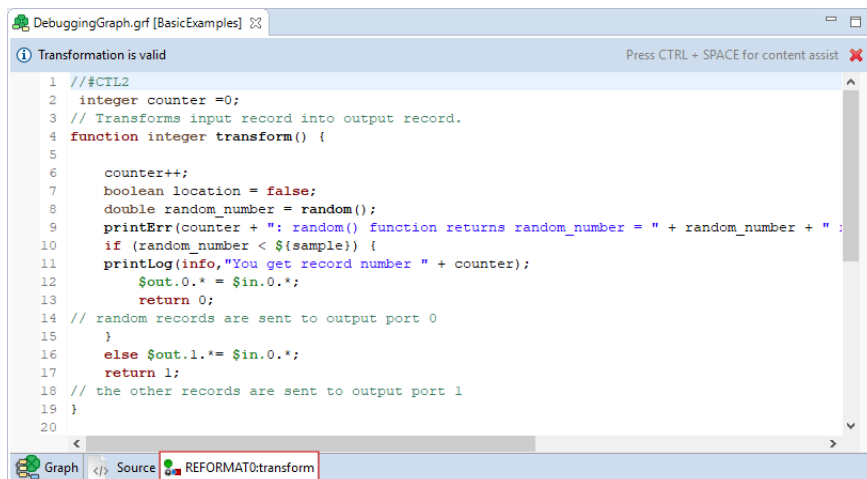 DebuggingGraph.grf [BasicExamples]
Transformation is valid Press CTRL + SPACE for content assist
1 //#CTL2
2 integer counter =0;
3 // Transforms input record into output record.
4 function integer transform() {
5
6 counter++;
7 boolean location = false;
8 double random_number = random();
9 printErr(counter + ": random() function returns random_number = " + random_number + "
10 if (random_number < ${sample}) {
11 printLog(info,"You get record number " + counter);
12 $out.0.* = $in.0.*;
13 return 0;
14 // random records are sent to output port 0
15 }
16 else $out.1.*= $in.0.*;
17 return 1;
18 // the other records are sent to output port 1
19 }
20
Graph </> Source REFORMAT0:transform